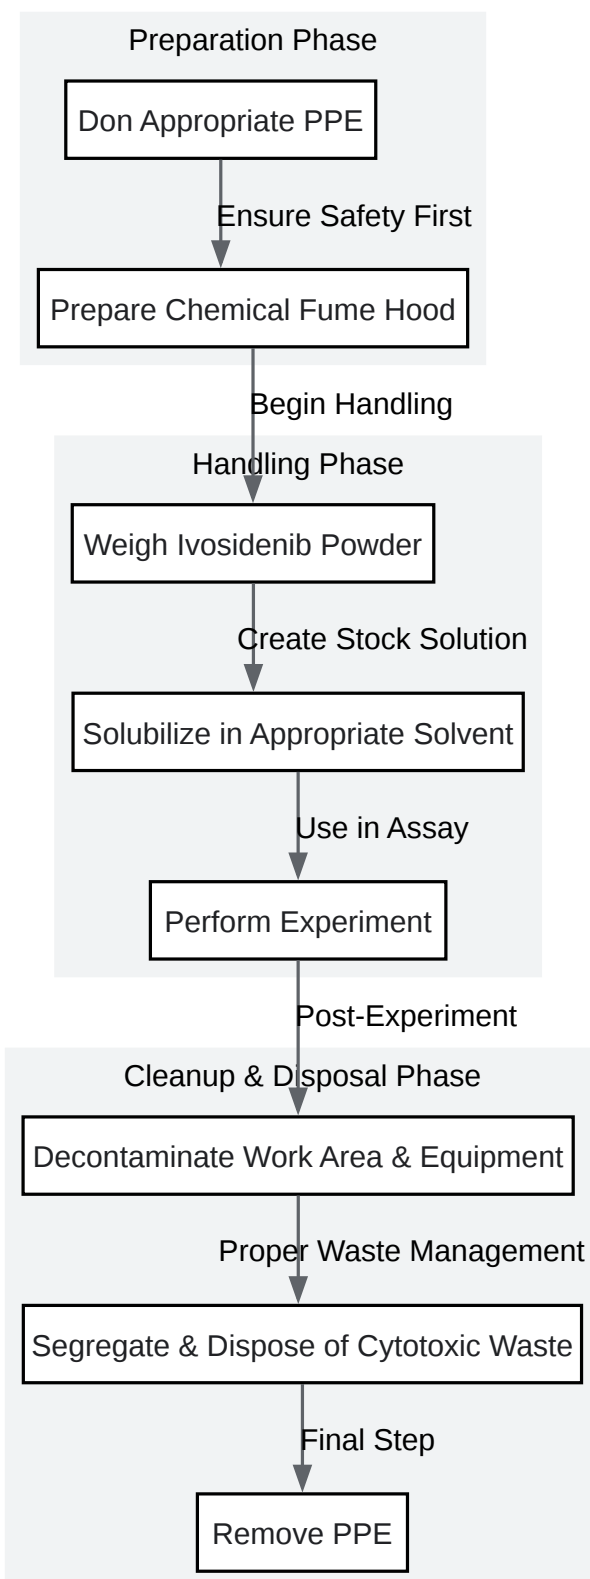 Preparation Phase
Don Appropriate PPE
Ensure Safety First
Prepare Chemical Fume Hood
Begin Handling
Handling Phase
Weigh Ivosidenib Powder
Create Stock Solution
Solubilize in Appropriate Solvent
Use in Assay
Perform Experiment
Post-Experiment
Cleanup & Disposal Phase
Decontaminate Work Area & Equipment
Proper Waste Management
Segregate & Dispose of Cytotoxic Waste
Final Step
Remove PPE